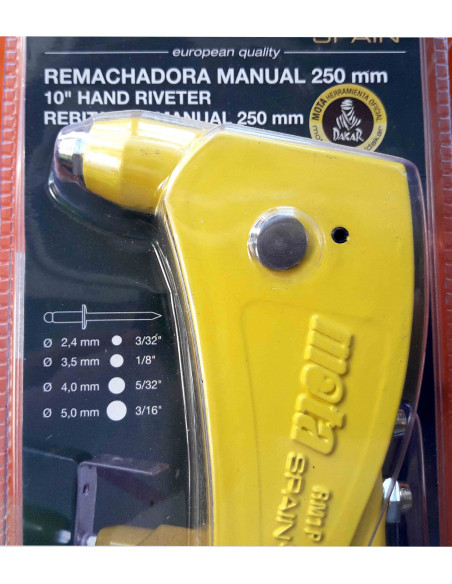 SPAIN
european quality
REMACHADORA MANUAL 250 mm
10" HAND RIVETER
MANUAL 250 mm
MOTA HERRAMIENTA OFICIAL
DAKAR
dakar
Ø 2,4 mm 3/32"
Ø 3,5 mm 1/8"
Ø 4,0 mm 5/32"
Ø 5,0 mm 3/16"
mota
SPAIN
RM1P